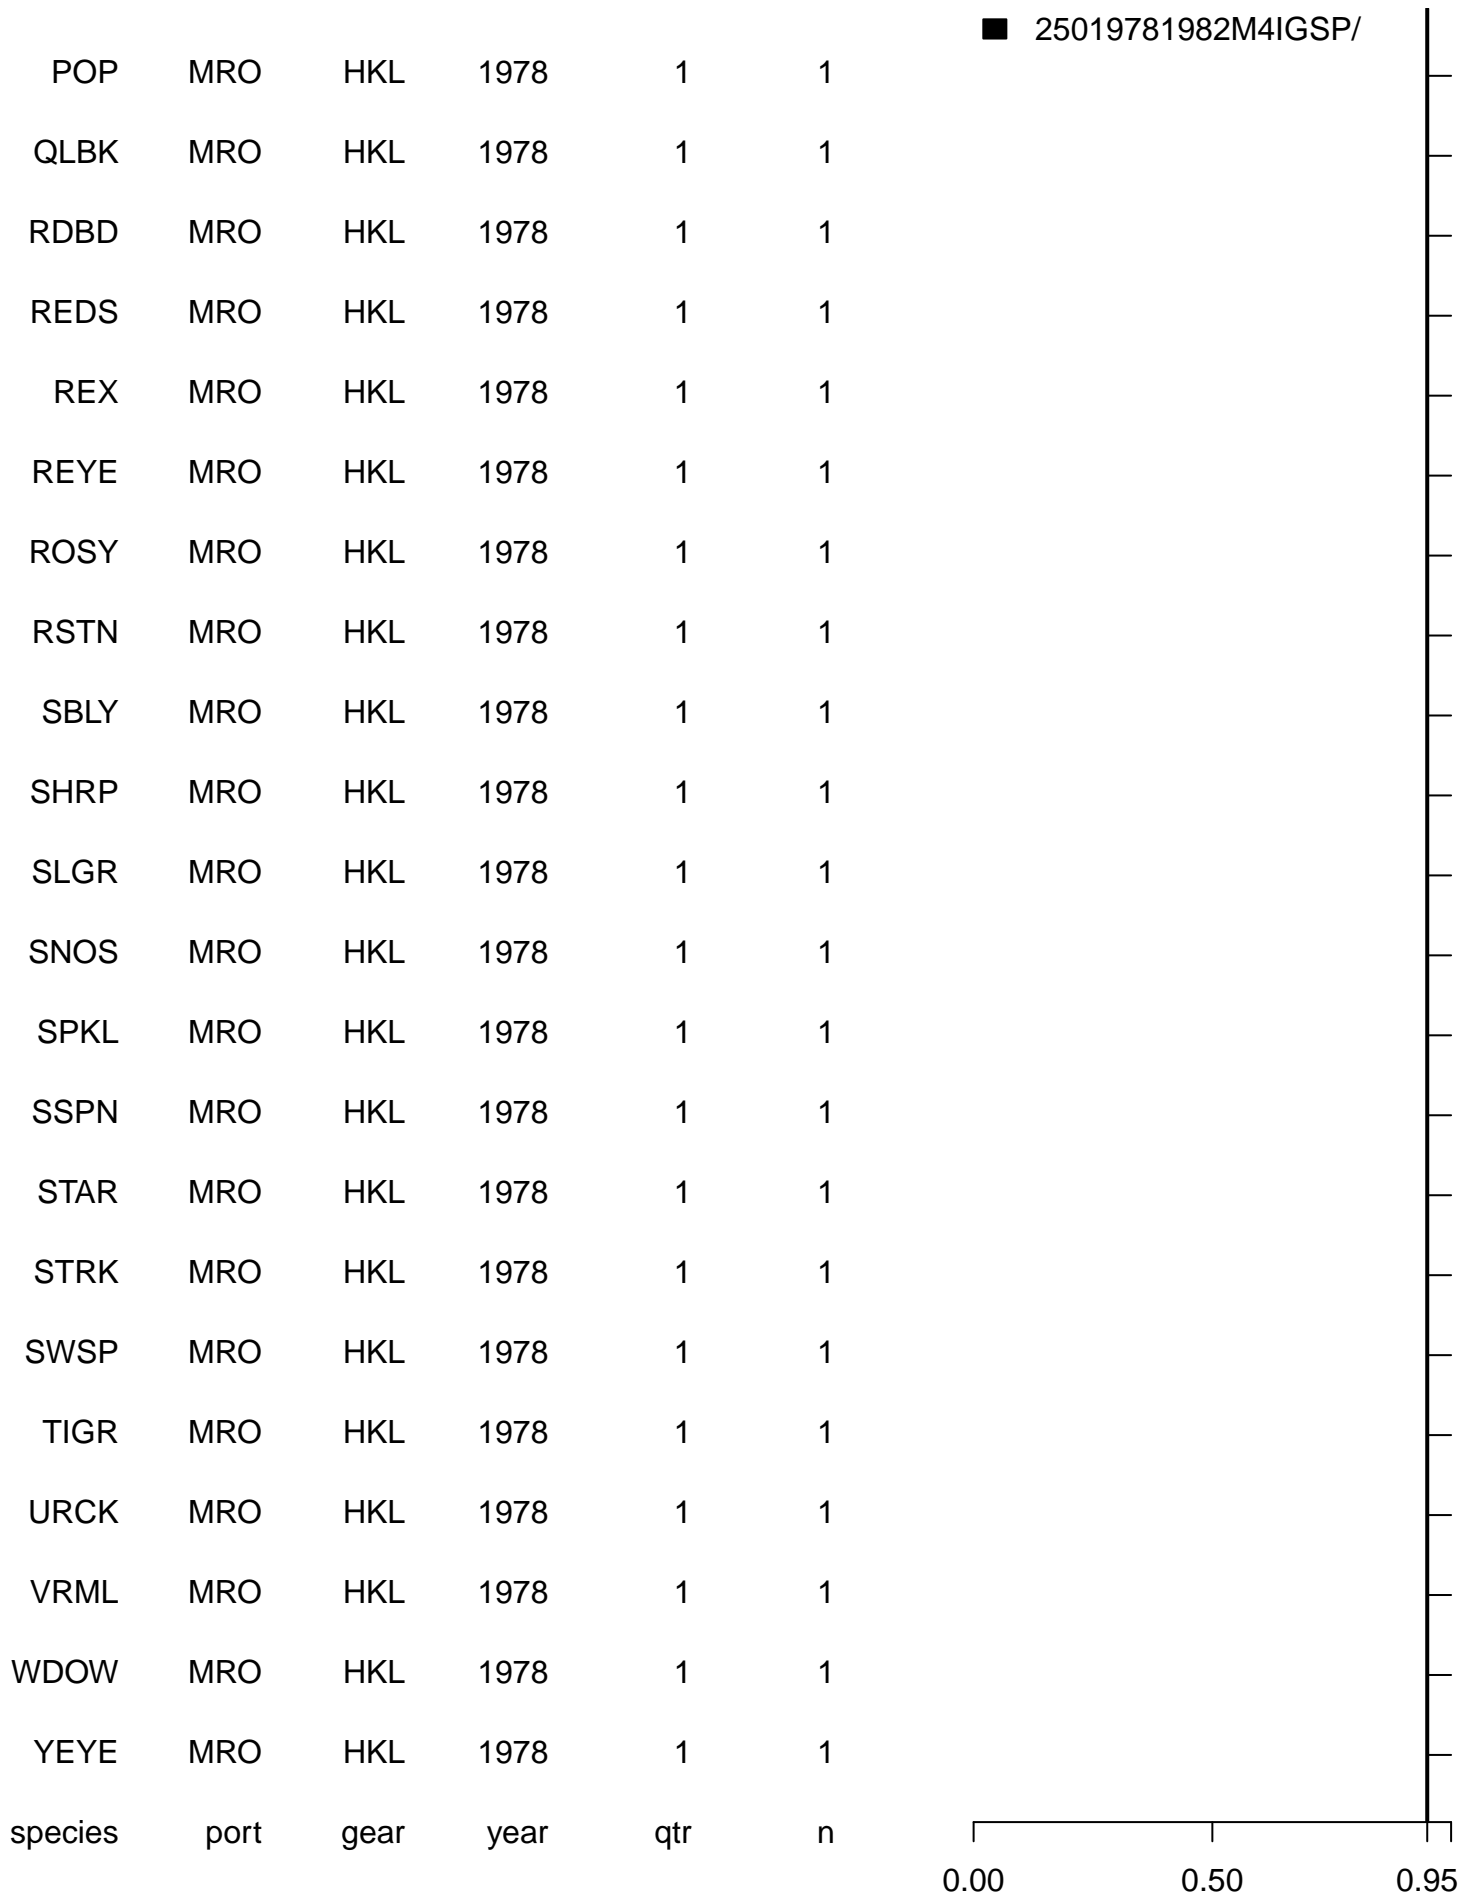 25019781982M4IGSP/
POP MRO HKL 1978 1 1
QLBK MRO HKL 1978 1 1
RDBD MRO HKL 1978 1 1
REDS MRO HKL 1978 1 1
REX MRO HKL 1978 1 1
REYE MRO HKL 1978 1 1
ROSY MRO HKL 1978 1 1
RSTN MRO HKL 1978 1 1
SBLY MRO HKL 1978 1 1
SHRP MRO HKL 1978 1 1
SLGR MRO HKL 1978 1 1
SNOS MRO HKL 1978 1 1
SPKL MRO HKL 1978 1 1
SSPN MRO HKL 1978 1 1
STAR MRO HKL 1978 1 1
STRK MRO HKL 1978 1 1
SWSP MRO HKL 1978 1 1
TIGR MRO HKL 1978 1 1
URCK MRO HKL 1978 1 1
VRML MRO HKL 1978 1 1
WDOW MRO HKL 1978 1 1
YEYE MRO HKL 1978 1 1
species port gear year qtr n
0.00 0.50 0.95